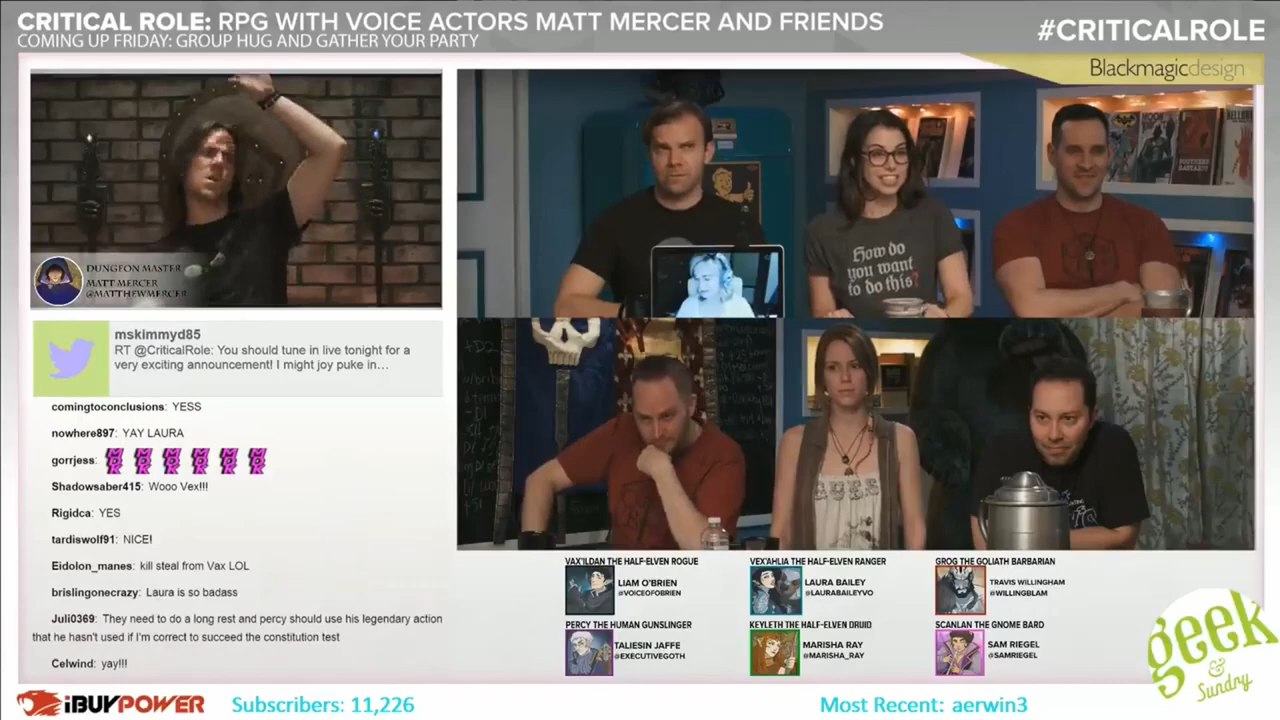 CRITICAL ROLE: RPG WITH VOICE ACTORS MATT MERCER AND FRIENDS
COMING UP FRIDAY: GROUP HUG AND GATHER YOUR PARTY
#CRITICALROLE
Blackmagicdesign
DUNGEON MASTER
MATT MERCER
@MATTHEWMERCER
How do
you want
to do this?
mskimmyd85
RT @CriticalRole: You should tune in live tonight for a
very exciting announcement! I might joy puke in…
comingtoconclusions: YESS
nowhere897: YAY LAURA
gorrjess:
Shadowsaber415: Wooo Vex!!!
Rigidca: YES
tardiswolf91: NICE!
Eidolon_manes: kill steal from Vax LOL
brislingonecrazy: Laura is so badass
Juli0369: They need to do a long rest and percy should use his legendary action
that he hasn't used if I'm correct to succeed the constitution test
Celwind: yay!!!
VAX'ILDAN THE HALF-ELVEN ROGUE
LIAM O'BRIEN
@VOICEOFOBRIEN
VEX'AHLIA THE HALF-ELVEN RANGER
LAURA BAILEY
@LAURABAILEYVO
GROG THE GOLIATH BARBARIAN
TRAVIS WILLINGHAM
@WILLINGBLAM
PERCY THE HUMAN GUNSLINGER
TALIESIN JAFFE
@EXECUTIVEGOTH
KEYLETH THE HALF-ELVEN DRUID
MARISHA RAY
@MARISHA_RAY
SCANLAN THE GNOME BARD
SAM RIEGEL
@SAMRIEGEL
geek
&
Sundry
iBUYPOWER
Subscribers: 11,226
Most Recent: aerwin3